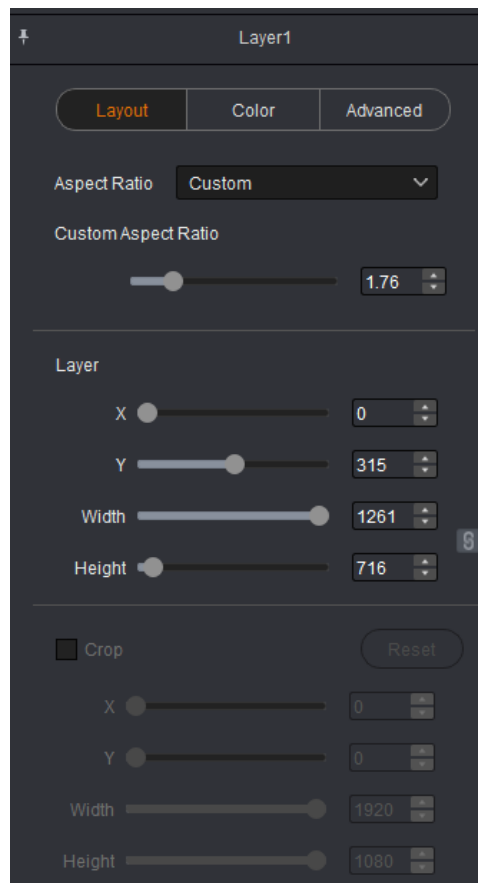 Layer1
Layout Color Advanced
Aspect Ratio Custom
Custom Aspect Ratio
1.76
Layer
X 0
Y 315
Width 1261
Height 716
Crop Reset
X 0
Y 0
Width 1920
Height 1080